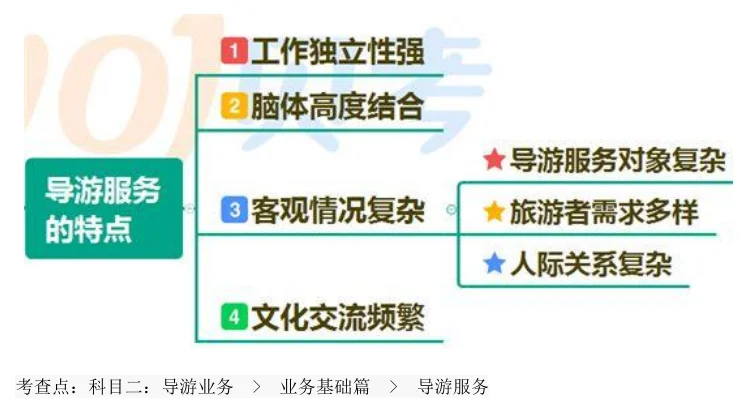 1 工作独立性强
2 脑体高度结合
导游服务
的特点
3 客观情况复杂
导游服务对象复杂
旅游者需求多样
人际关系复杂
4 文化交流频繁
考查点：科目二：导游业务 > 业务基础篇 > 导游服务